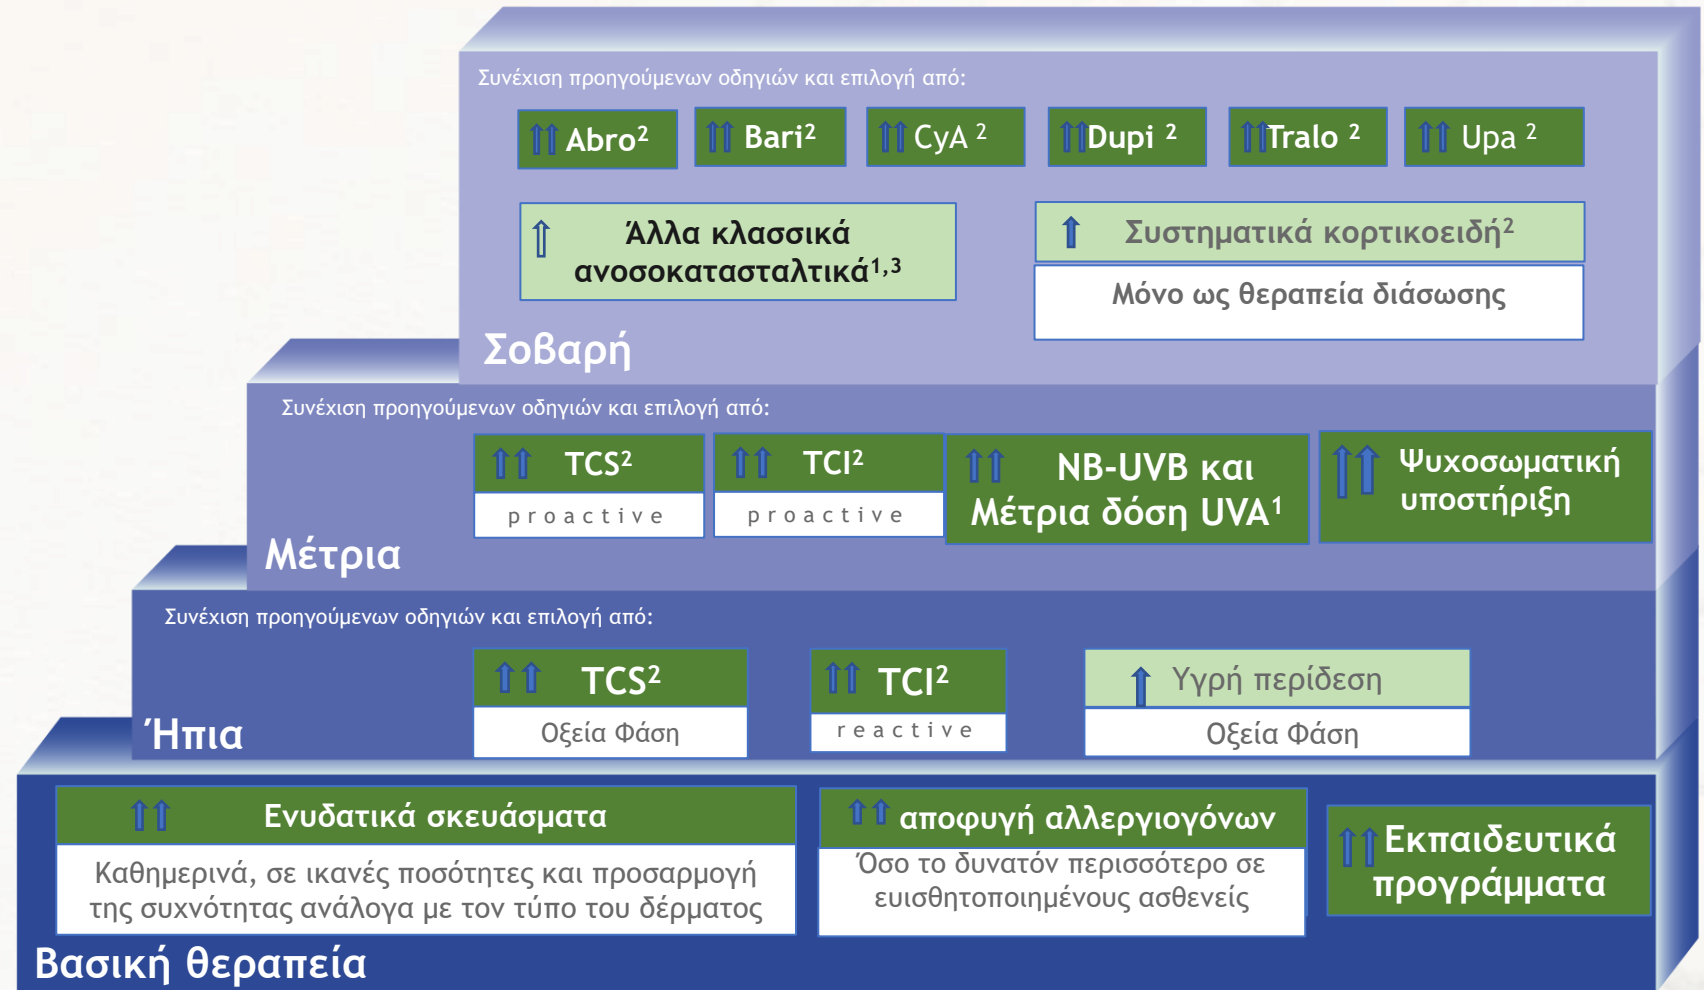 Συνέχιση προηγούμενων οδηγιών και επιλογή από:
Abro²
Bari²
CyA ²
Dupi ²
Tralo ²
Upa ²
Άλλα κλασσικά
ανοσοκατασταλτικά¹,³
Συστηματικά κορτικοειδή²
Μόνο ως θεραπεία διάσωσης
Σοβαρή
Συνέχιση προηγούμενων οδηγιών και επιλογή από:
TCS²
proactive
TCI²
proactive
NB-UVB και
Μέτρια δόση UVA¹
Ψυχοσωματική
υποστήριξη
Μέτρια
Συνέχιση προηγούμενων οδηγιών και επιλογή από:
TCS²
Οξεία Φάση
TCI²
reactive
Υγρή περίδεση
Οξεία Φάση
Ήπια
Ενυδατικά σκευάσματα
Καθημερινά, σε ικανές ποσότητες και προσαρμογή
της συχνότητας ανάλογα με τον τύπο του δέρματος
αποφυγή αλλεργιογόνων
Όσο το δυνατόν περισσότερο σε
ευισθητοποιημένους ασθενείς
Εκπαιδευτικά
προγράμματα
Βασική θεραπεία